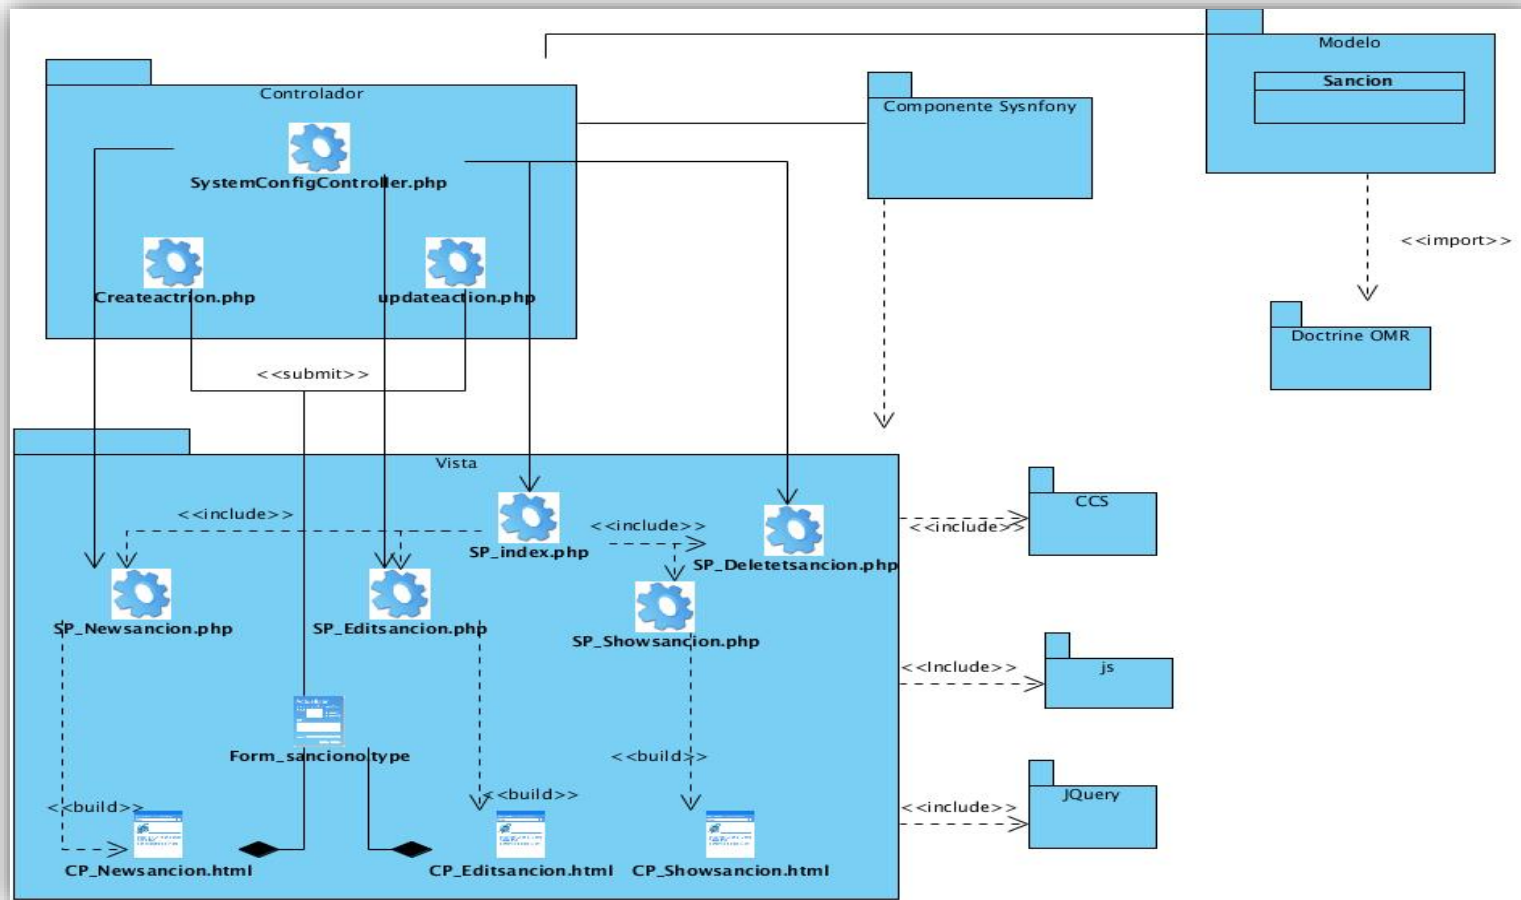 Modelo
Sancion
Controlador
Componente Sysnfony
SystemConfigController.php
<<import>>
Createactrion.php
updateaction.php
Doctrine OMR
<<submit>>
Vista
CCS
<<include>>
<<include>>
<<include>>
SP_index.php
SP_Deletetsancion.php
SP_Newsancion.php
SP_Editsancion.php
SP_Showsancion.php
<<Include>>
js
Form_sanciono.type
<<build>>
<<build>>
<<build>>
<<include>>
JQuery
CP_Newsancion.html
CP_Editsancion.html
CP_Showsancion.html